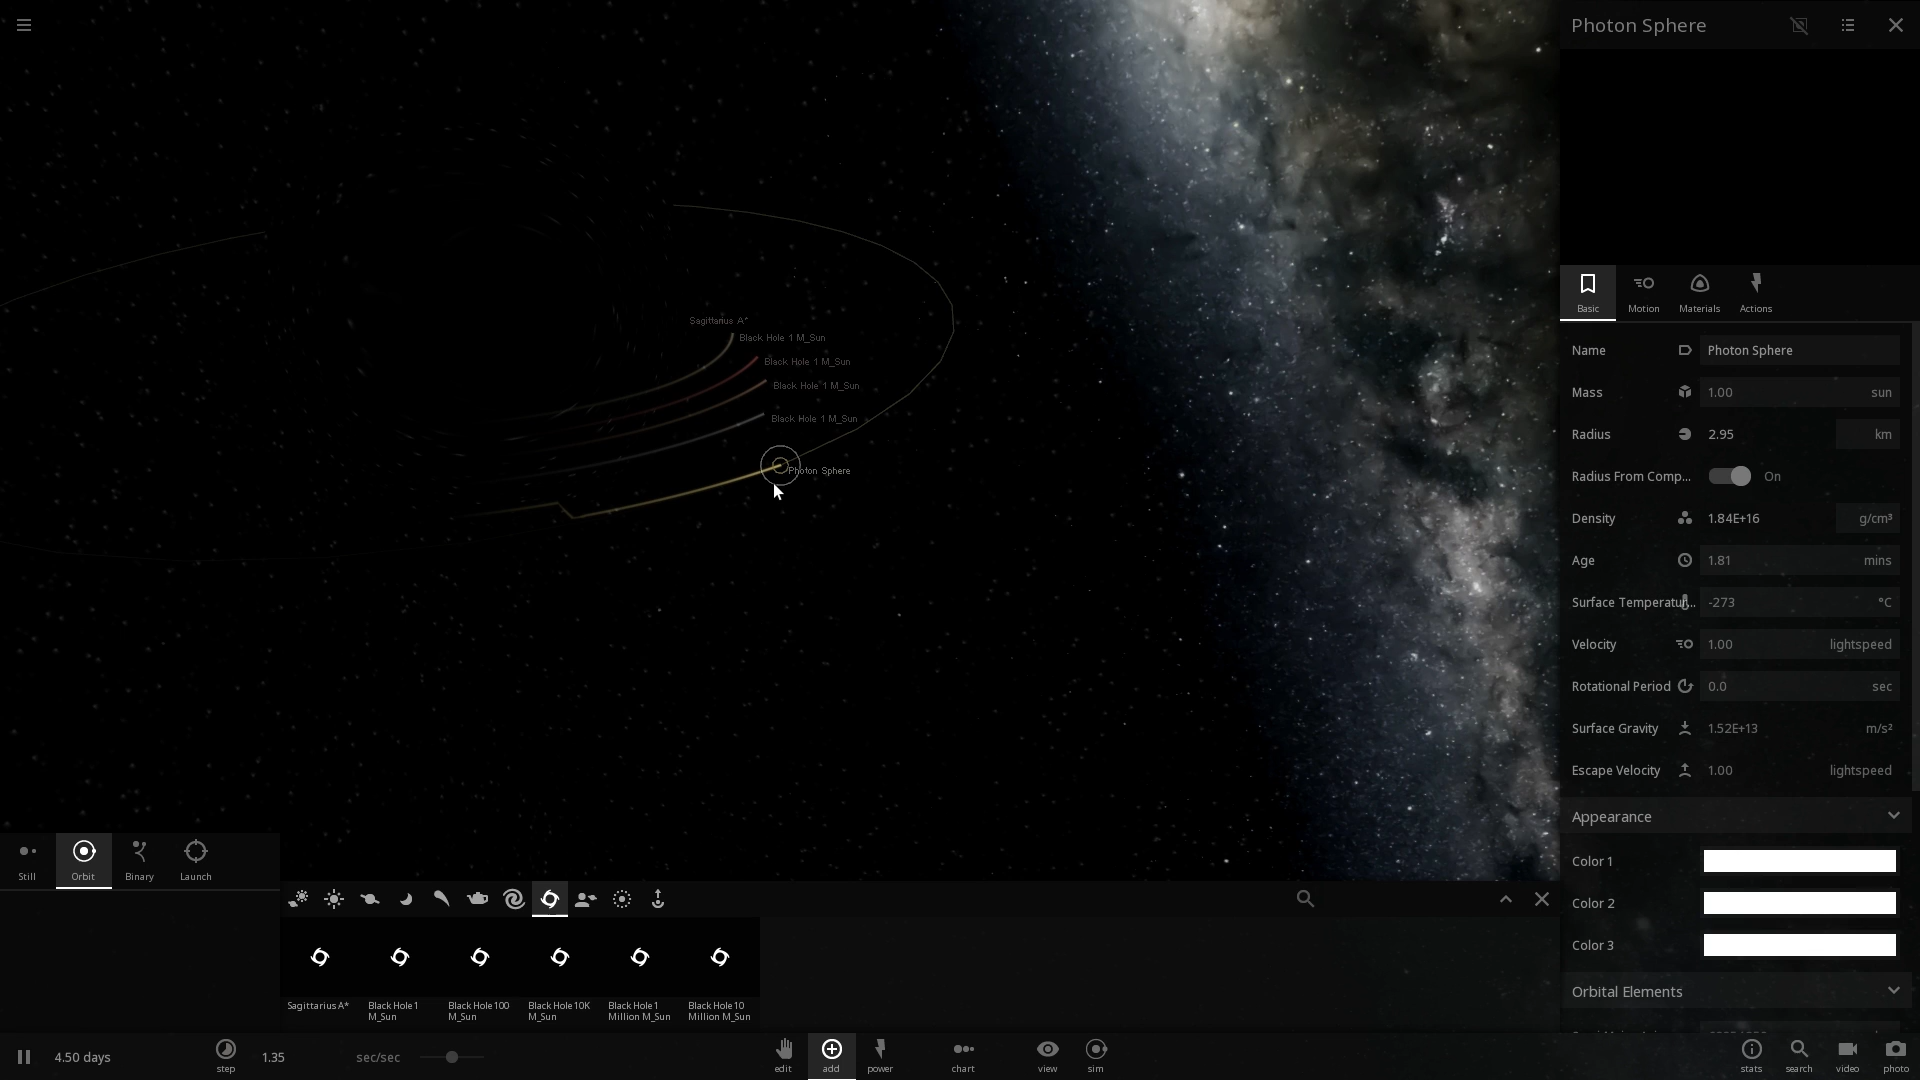 Photon Sphere
Sagittarius A*
Black Hole 1 M_Sun
Black Hole 1 M_Sun
Black Hole 1 M_Sun
Black Hole 1 M_Sun
Photon Sphere
Basic
Motion
Materials
Actions
Name
Photon Sphere
Mass
1.00
sun
Radius
2.95
km
Radius From Comp...
On
Density
1.84E+16
g/cm³
Age
1.81
mins
Surface Temperatur...
-273
°C
Velocity
1.00
lightspeed
Rotational Period
0.0
sec
Surface Gravity
1.52E+13
m/s²
Escape Velocity
1.00
lightspeed
Appearance
Color 1
Color 2
Color 3
Orbital Elements
Still
Orbit
Binary
Launch
Sagittarius A*
Black Hole 1
M_Sun
Black Hole 100
M_Sun
Black Hole 10K
M_Sun
Black Hole 1
Million M_Sun
Black Hole 10
Million M_Sun
4.50 days
step
1.35
sec/sec
edit
add
power
chart
view
sim
stats
search
video
photo